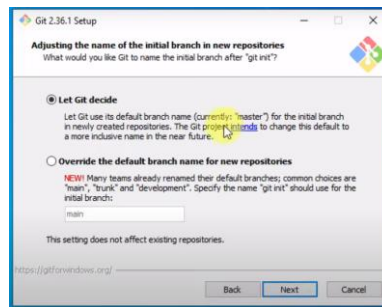 Git 2.36.1 Setup
Adjusting the name of the initial branch in new repositories
What would you like Git to name the initial branch after "git init"?
Let Git decide
Let Git use its default branch name (currently: "master") for the initial branch
in newly created repositories. The Git project intends to change this default to
a more inclusive name in the near future.
Override the default branch name for new repositories
NEW! Many teams already renamed their default branches; common choices are
"main", "trunk" and "development". Specify the name "git init" should use for the
initial branch:
main
This setting does not affect existing repositories.
https://gitforwindows.org/
Back Next Cancel